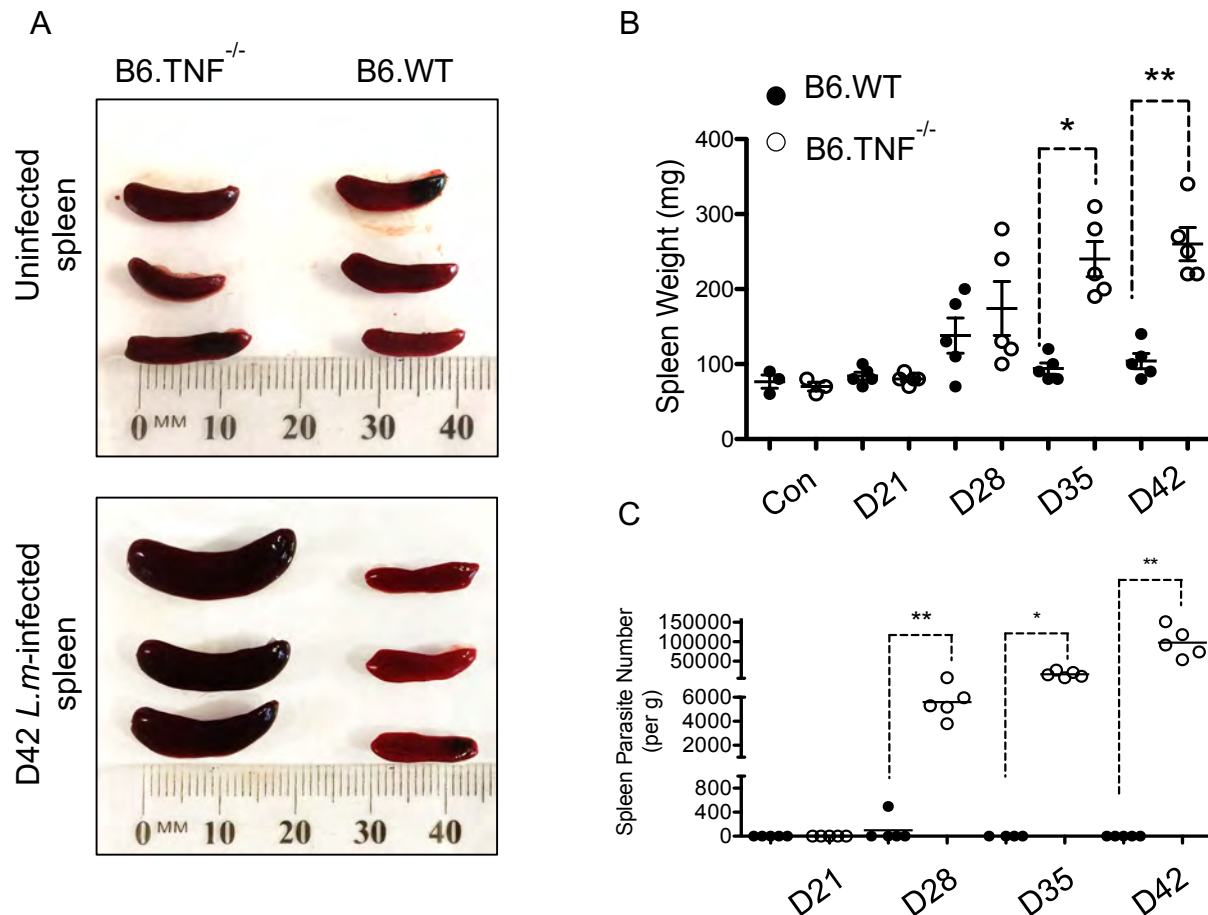 A
B6.TNF-/-
B6.WT
Uninfected
spleen
0 MM 10 20 30 40
D42 L.m-infected
spleen
0 MM 10 20 30 40
B
B6.WT
B6.TNF-/-
*
**
Spleen Weight (mg)
400
300
200
100
0
Con
D21
D28
D35
D42
C
**
*
**
Spleen Parasite Number
(per g)
150000
100000
50000
6000
4000
2000
800
400
0
D21
D28
D35
D42